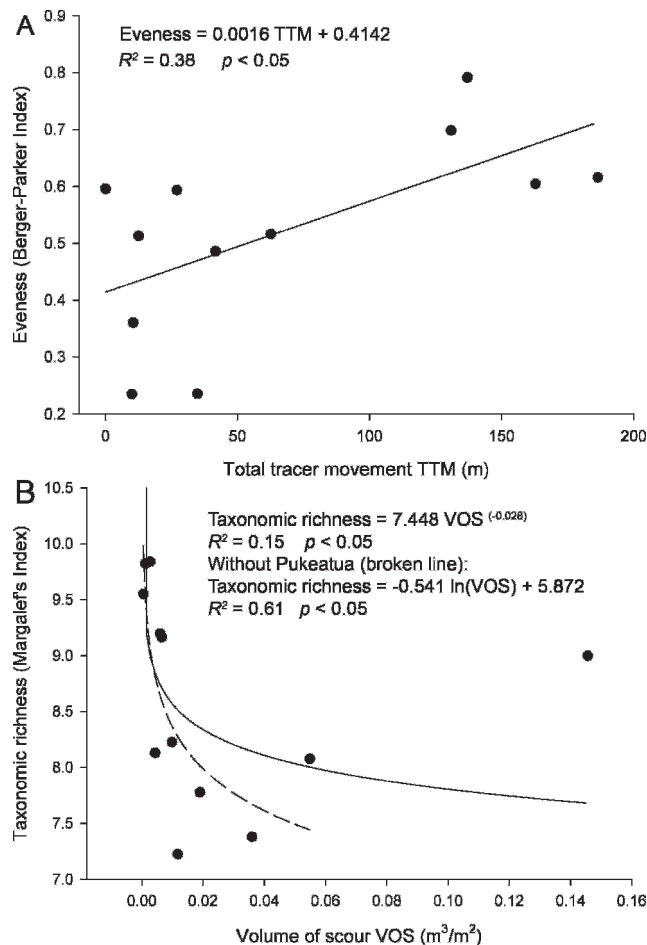 A
Eveness = 0.0016 TTM + 0.4142
R² = 0.38 p < 0.05
Eveness (Berger-Parker Index)
0.9
0.8
0.7
0.6
0.5
0.4
0.3
0.2
0 50 100 150 200
Total tracer movement TTM (m)
B
Taxonomic richness = 7.448 VOS (-0.028)
R² = 0.15 p < 0.05
Without Pukeatua (broken line):
Taxonomic richness = -0.541 ln(VOS) + 5.872
R² = 0.61 p < 0.05
Taxonomic richness (Margalef's Index)
10.5
10.0
9.5
9.0
8.5
8.0
7.5
7.0
0.00 0.02 0.04 0.06 0.08 0.10 0.12 0.14 0.16
Volume of scour VOS (m³/m²)